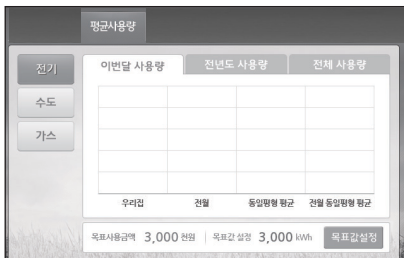 평균사용량
전기
수도
가스
이번달 사용량 전년도 사용량 전체 사용량
우리집 전월 동일평형 평균 전월 동일평형 평균
목표사용금액 3,000 천원 | 목표값 설정 3,000 kWh 목표값설정